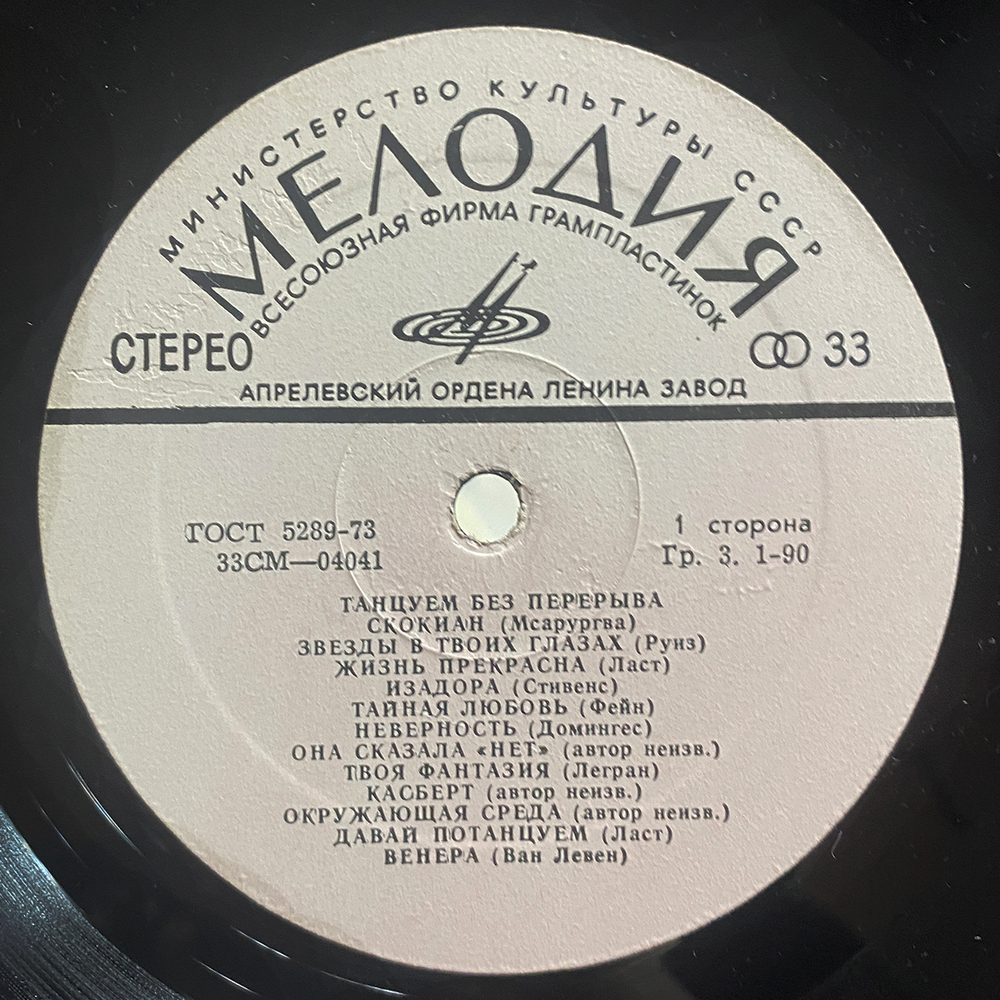 МИНИСТЕРСТВО КУЛЬТУРЫ СССР
МЕЛОДИЯ
ВСЕСОЮЗНАЯ ФИРМА ГРАМПЛАСТИНОК
СТЕРЕО
33
АПРЕЛЕВСКИЙ ОРДЕНА ЛЕНИНА ЗАВОД
ГОСТ 5289-73
1 сторона
33СМ—04041
Гр. 3. 1-90
ТАНЦУЕМ БЕЗ ПЕРЕРЫВА
СКОКИАН (Мсарургва)
ЗВЕЗДЫ В ТВОИХ ГЛАЗАХ (Руиз)
ЖИЗНЬ ПРЕКРАСНА (Ласт)
ИЗАДОРА (Стивенс)
ТАЙНАЯ ЛЮБОВЬ (Фейн)
НЕВЕРНОСТЬ (Домингес)
ОНА СКАЗАЛА «НЕТ» (автор неизв.)
ТВОЯ ФАНТАЗИЯ (Легран)
КАСБЕРТ (автор неизв.)
ОКРУЖАЮЩАЯ СРЕДА (автор неизв.)
ДАВАЙ ПОТАНЦУЕМ (Ласт)
ВЕНЕРА (Ван Левен)